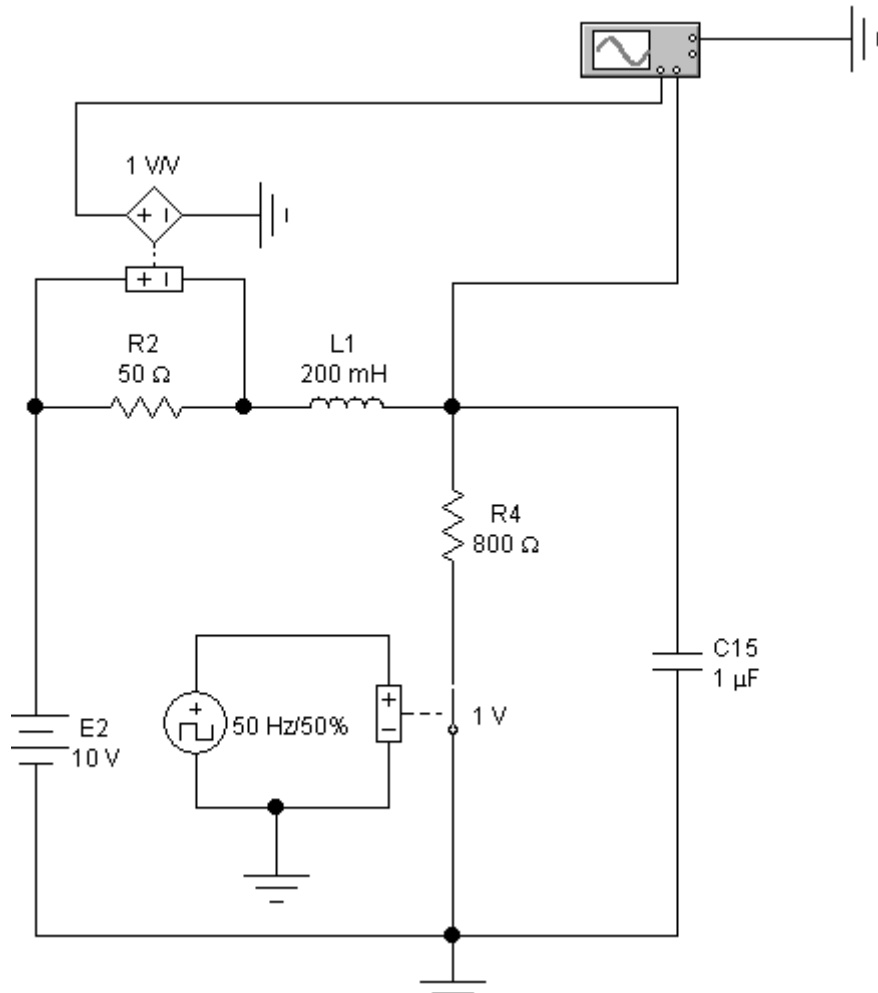 1 V/V
R2
50 Ω
L1
200 mH
R4
800 Ω
C15
1 µF
E2
10 V
50 Hz/50%
1 V